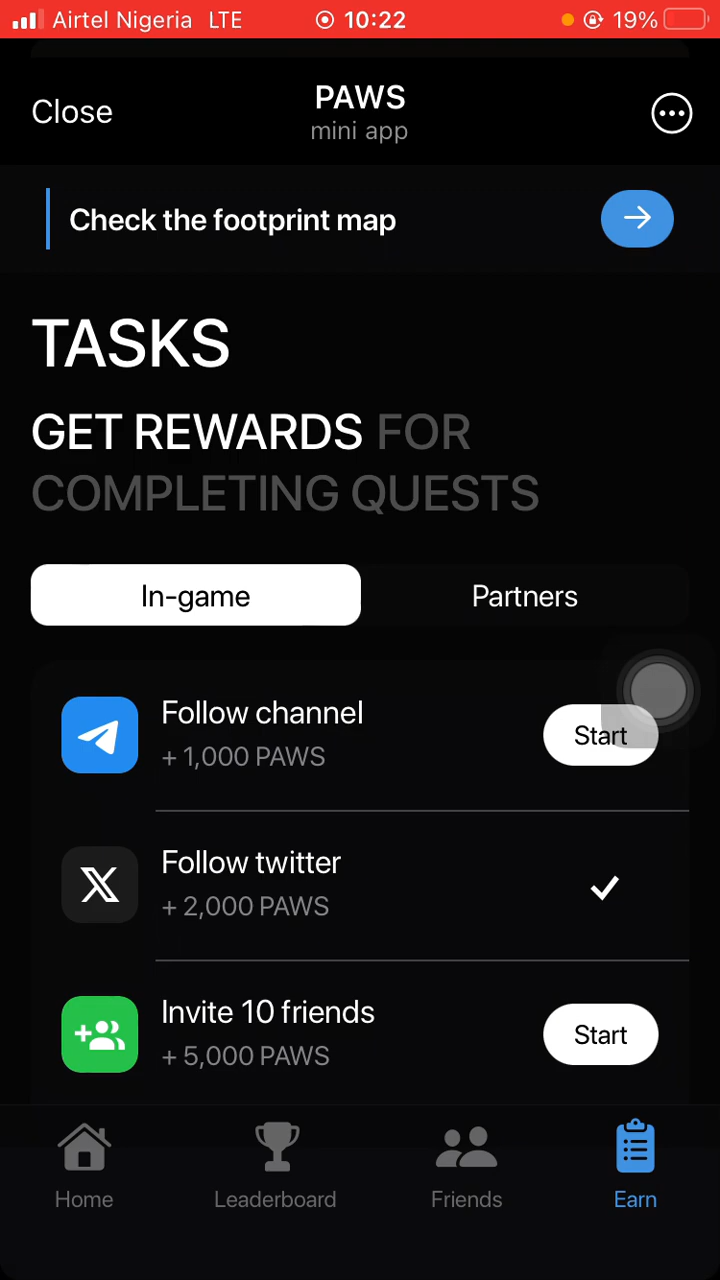 Airtel Nigeria LTE 10:22 19%
Close
PAWS
mini app
Check the footprint map
TASKS
GET REWARDS FOR
COMPLETING QUESTS
In-game Partners
Follow channel
+ 1,000 PAWS
Start
Follow twitter
+ 2,000 PAWS
Invite 10 friends
+ 5,000 PAWS
Start
Home Leaderboard Friends Earn